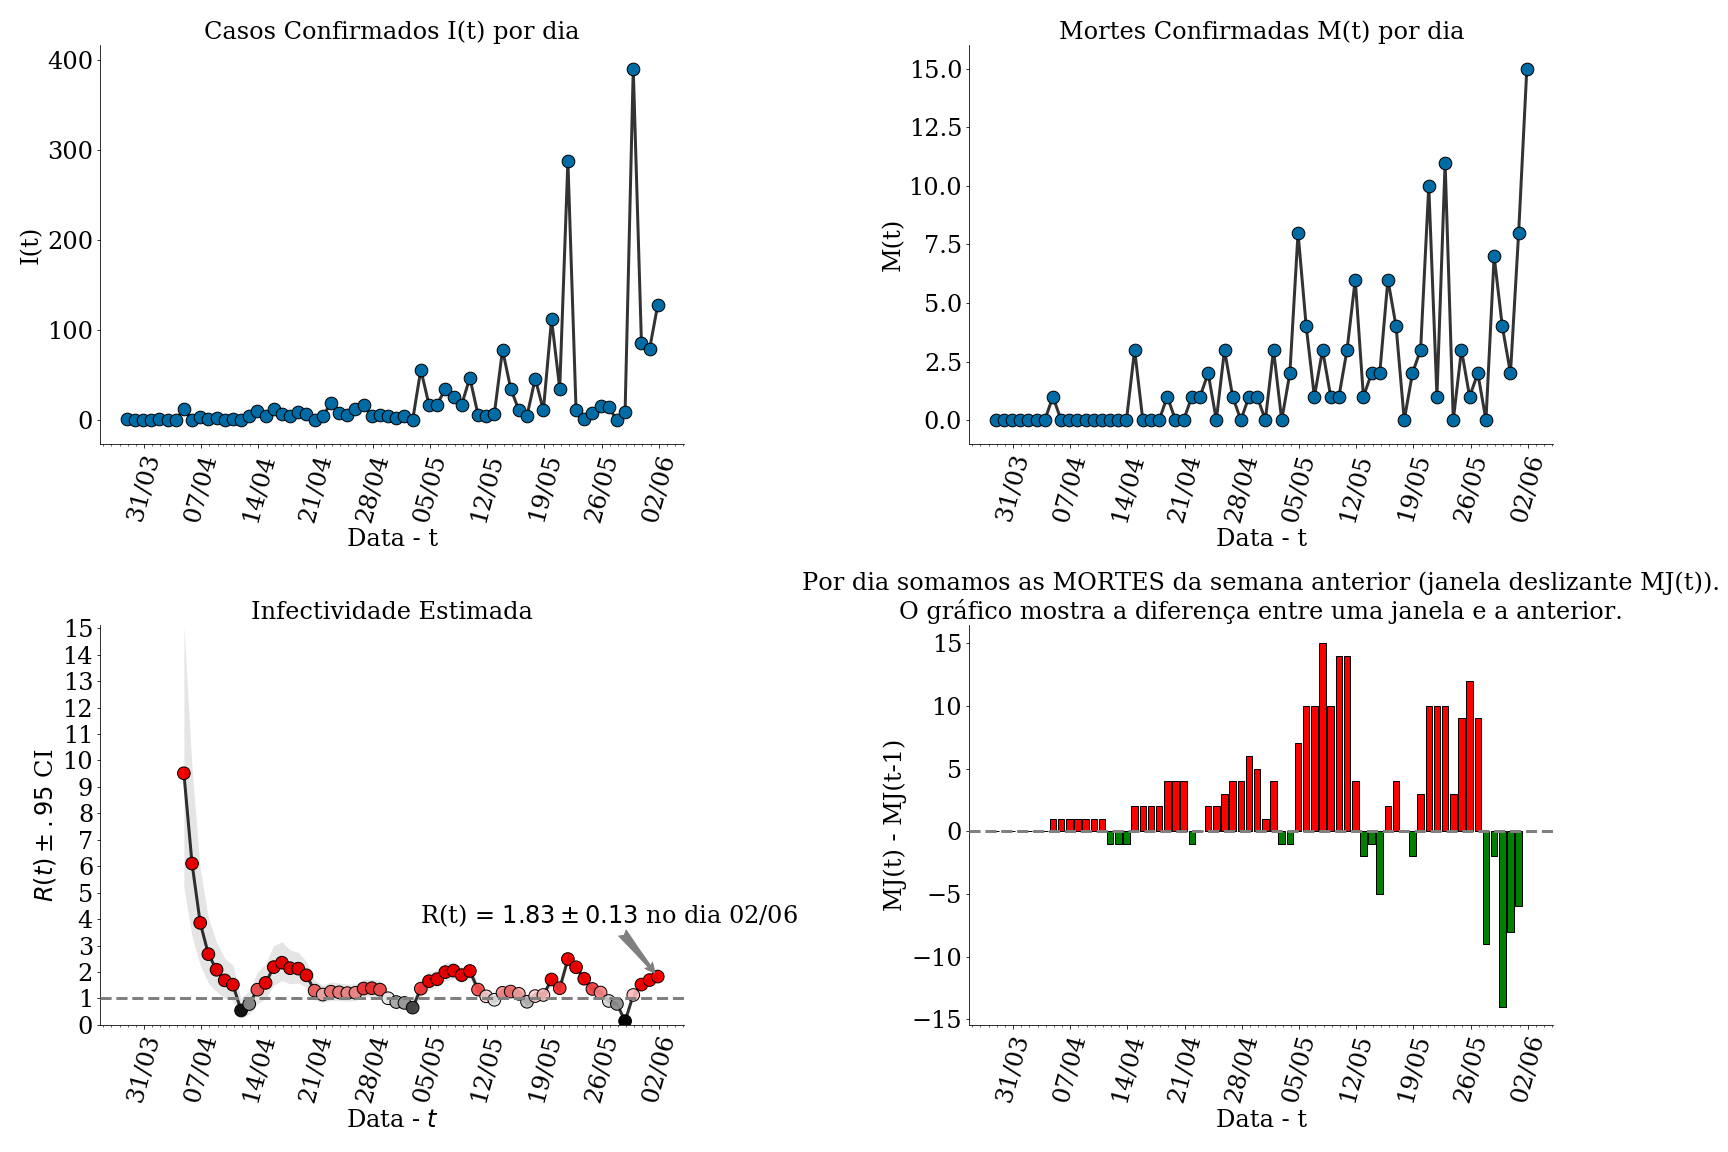 Casos Confirmados I(t) por dia
400
300
200
100
0
I(t)
31/03 07/04 14/04 21/04 28/04 05/05 12/05 19/05 26/05 02/06
Data - t
Mortes Confirmadas M(t) por dia
15.0
12.5
10.0
7.5
5.0
2.5
0.0
M(t)
31/03 07/04 14/04 21/04 28/04 05/05 12/05 19/05 26/05 02/06
Data - t
Infectividade Estimada
15
14
13
12
11
10
9
8
7
6
5
4
3
2
1
0
R(t) ± .95 CI
R(t) = 1.83 ± 0.13 no dia 02/06
31/03 07/04 14/04 21/04 28/04 05/05 12/05 19/05 26/05 02/06
Data - t
Por dia somamos as MORTES da semana anterior (janela deslizante MJ(t)).
O gráfico mostra a diferença entre uma janela e a anterior.
15
10
5
0
−5
−10
−15
MJ(t) - MJ(t-1)
31/03 07/04 14/04 21/04 28/04 05/05 12/05 19/05 26/05 02/06
Data - t